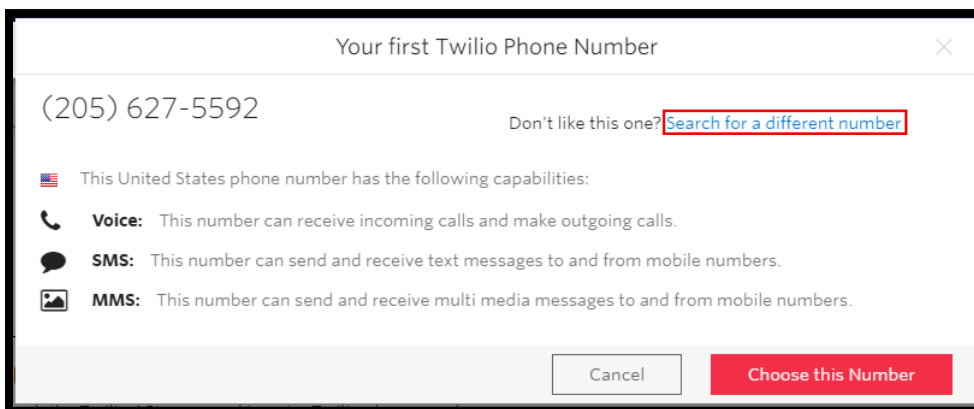 Your first Twilio Phone Number
(205) 627-5592
Don't like this one? Search for a different number
This United States phone number has the following capabilities:
Voice: This number can receive incoming calls and make outgoing calls.
SMS: This number can send and receive text messages to and from mobile numbers.
MMS: This number can send and receive multi media messages to and from mobile numbers.
Cancel
Choose this Number